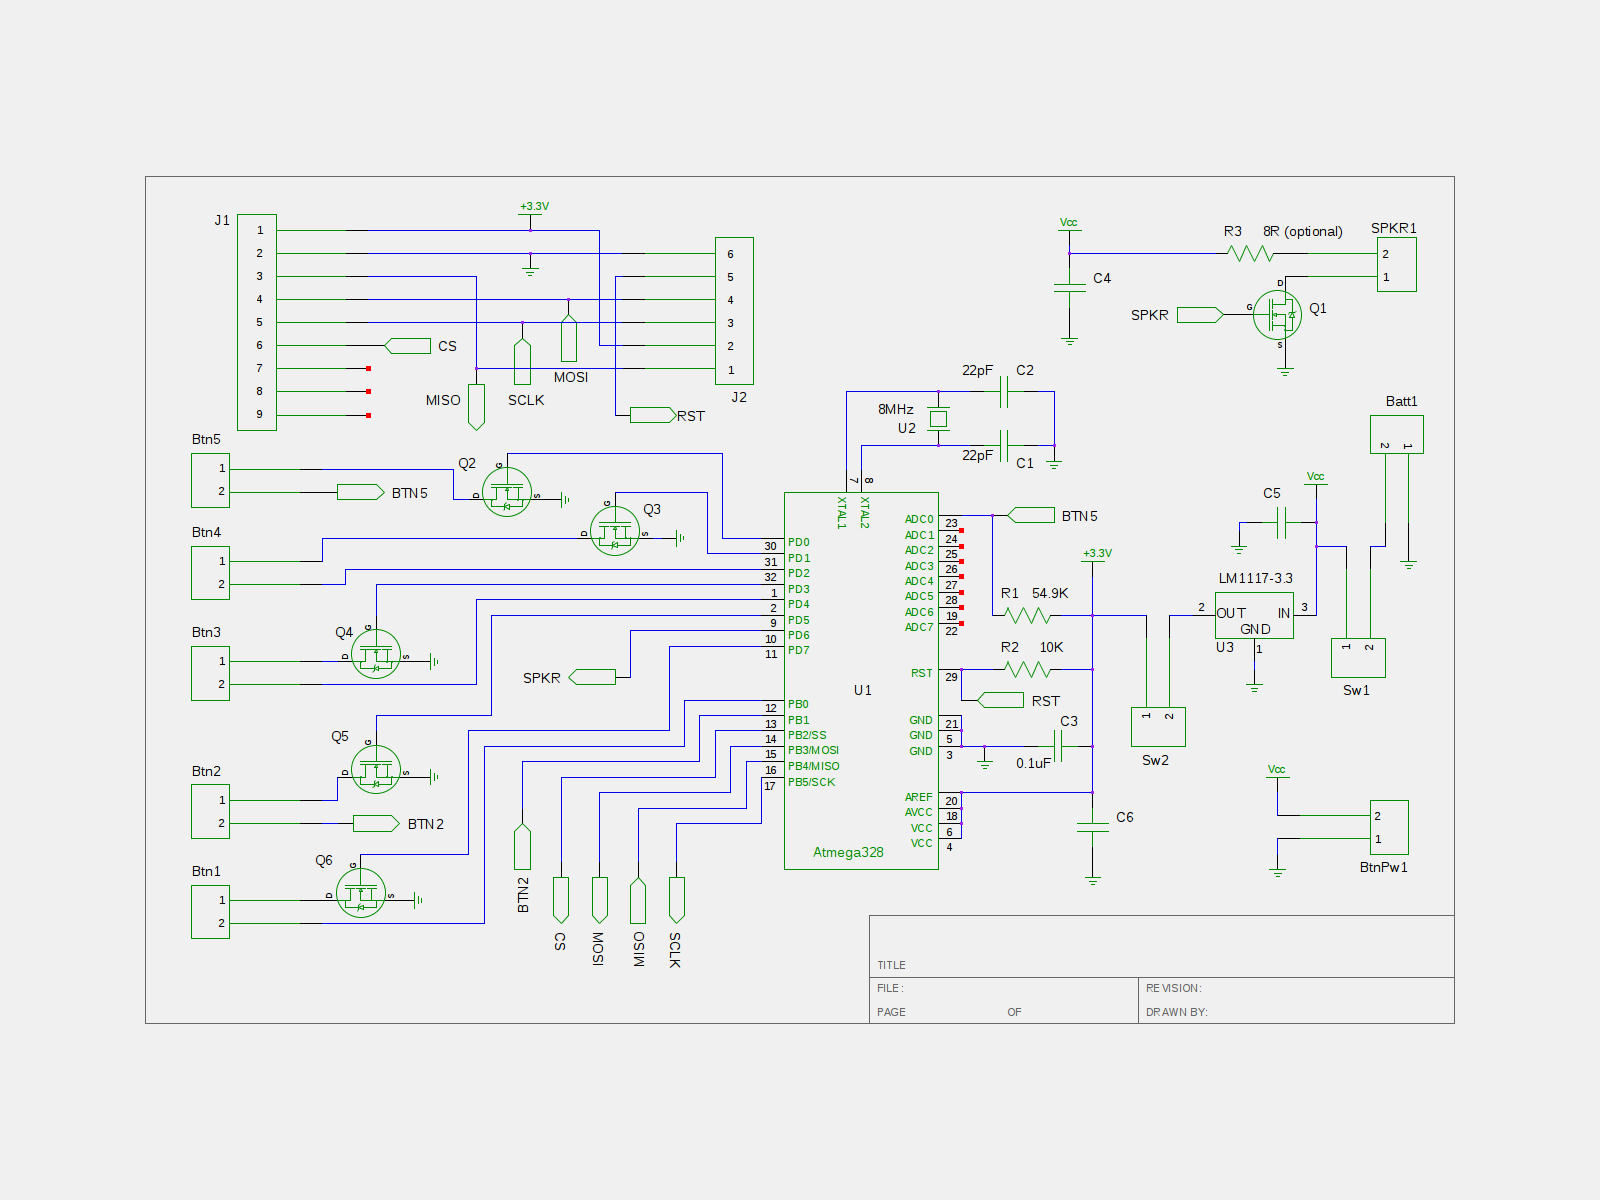 J1
1
2
3
4
5
6
7
8
9
+3.3V
CS
MISO
SCLK
MOSI
RST
6
5
4
3
2
1
J2
Vcc
C4
R3 8R (optional)
SPKR1
2
1
SPKR
D
G
S
Q1
22pF C2
8MHz
U2
22pF C1
Batt1
2 1
Btn5
1
2
BTN5
Q2
G
D
S
Q3
G
D
S
Btn4
1
2
Btn3
1
2
Q4
G
D
S
SPKR
Btn2
1
2
BTN2
Q5
G
D
S
Btn1
1
2
Q6
G
D
S
7 8
XTAL1 XTAL2
PD0
30
PD1
31
PD2
32
PD3
1
PD4
2
PD5
9
PD6
10
PD7
11
PB0
12
PB1
13
PB2/SS
14
PB3/MOSI
15
PB4/MISO
16
PB5/SCK
17
U1
Atmega328
ADC0
23
ADC1
24
ADC2
25
ADC3
26
ADC4
27
ADC5
28
ADC6
19
ADC7
22
RST
29
GND
21
GND
5
GND
3
AREF
20
AVCC
18
VCC
6
VCC
4
BTN5
+3.3V
R1 54.9K
R2 10K
RST
C3
0.1uF
C6
Vcc
C5
LM1117-3.3
2 OUT IN 3
GND
U3 1
1 2
Sw1
1 2
Sw2
Vcc
2
1
BtnPw1
BTN2
CS
MOSI
OSIM
SCLK
TITLE
FILE:
REVISION:
PAGE OF
DRAWN BY: